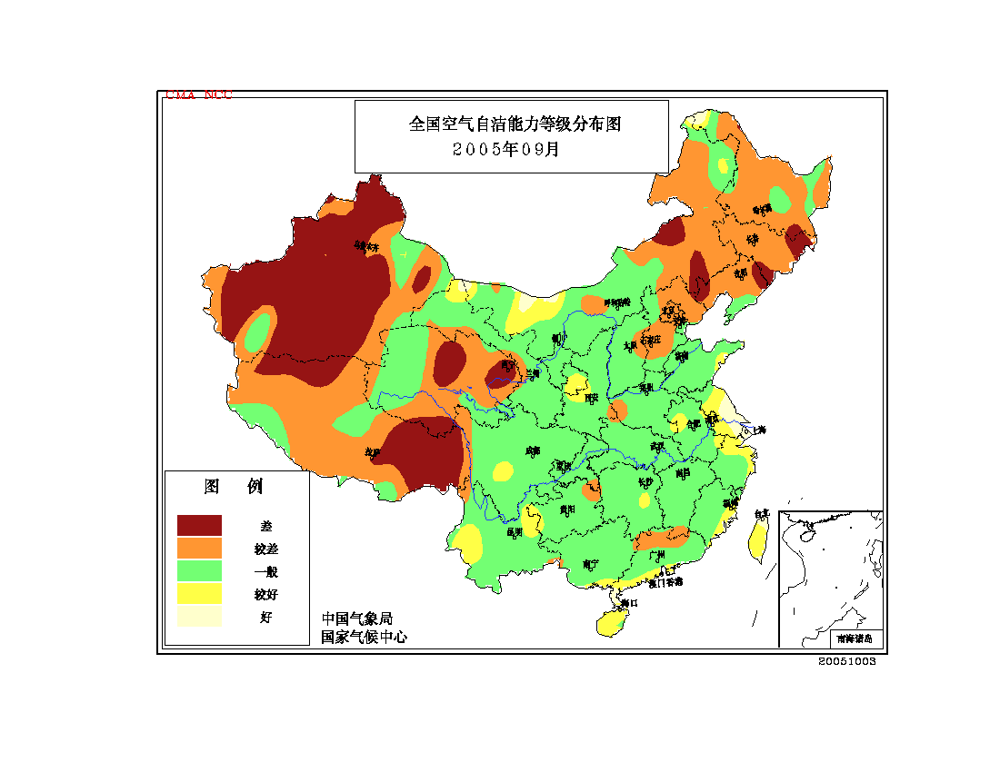 CMA NCC
全国空气自洁能力等级分布图
2005年09月
哈尔滨
长春
乌鲁木齐
沈阳
呼和浩特
北京
天津
银川
太原
石家庄
济南
西宁
兰州
郑州
西安
合肥
南京
上海
拉萨
成都
武汉
重庆
长沙
南昌
贵阳
福州
昆明
台北
广州
南宁
澳门
香港
海口
图 例
差
较差
一般
较好
好
中国气象局
国家气候中心
南海诸岛
20051003